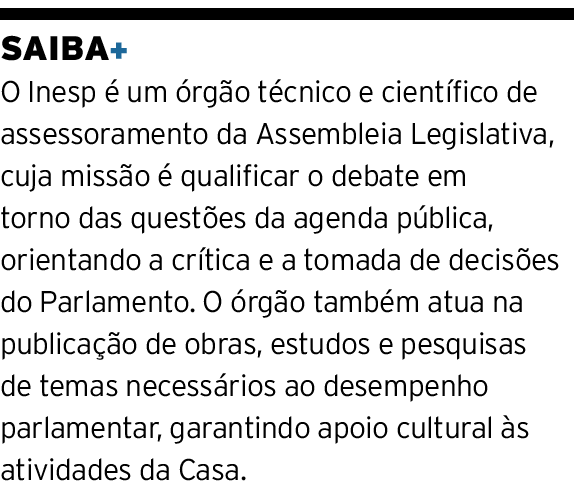 SAIBA+
O Inesp é um órgão técnico e científico de
assessoramento da Assembleia Legislativa,
cuja missão é qualificar o debate em
torno das questões da agenda pública,
orientando a crítica e a tomada de decisões
do Parlamento. O órgão também atua na
publicação de obras, estudos e pesquisas
de temas necessários ao desempenho
parlamentar, garantindo apoio cultural às
atividades da Casa.